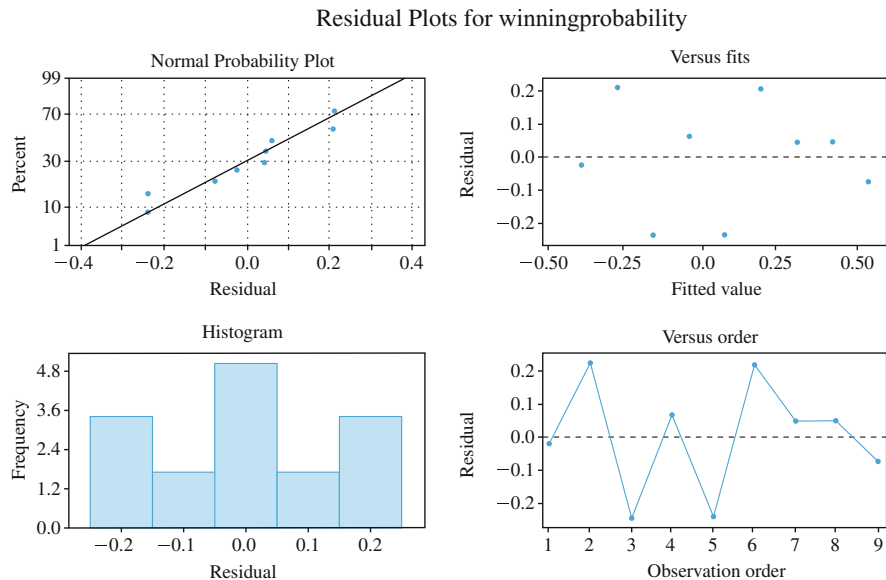 Residual Plots for winningprobability
Normal Probability Plot
Percent
99
70
30
10
1
−0.4 −0.2 0.0 0.2 0.4
Residual
Versus fits
Residual
0.2
0.1
0.0
−0.1
−0.2
−0.50 −0.25 0.0 0.25 0.50
Fitted value
Histogram
Frequency
4.8
3.6
2.4
1.2
0.0
−0.2 −0.1 0.0 0.1 0.2
Residual
Versus order
Residual
0.2
0.1
0.0
−0.1
−0.2
1 2 3 4 5 6 7 8 9
Observation order